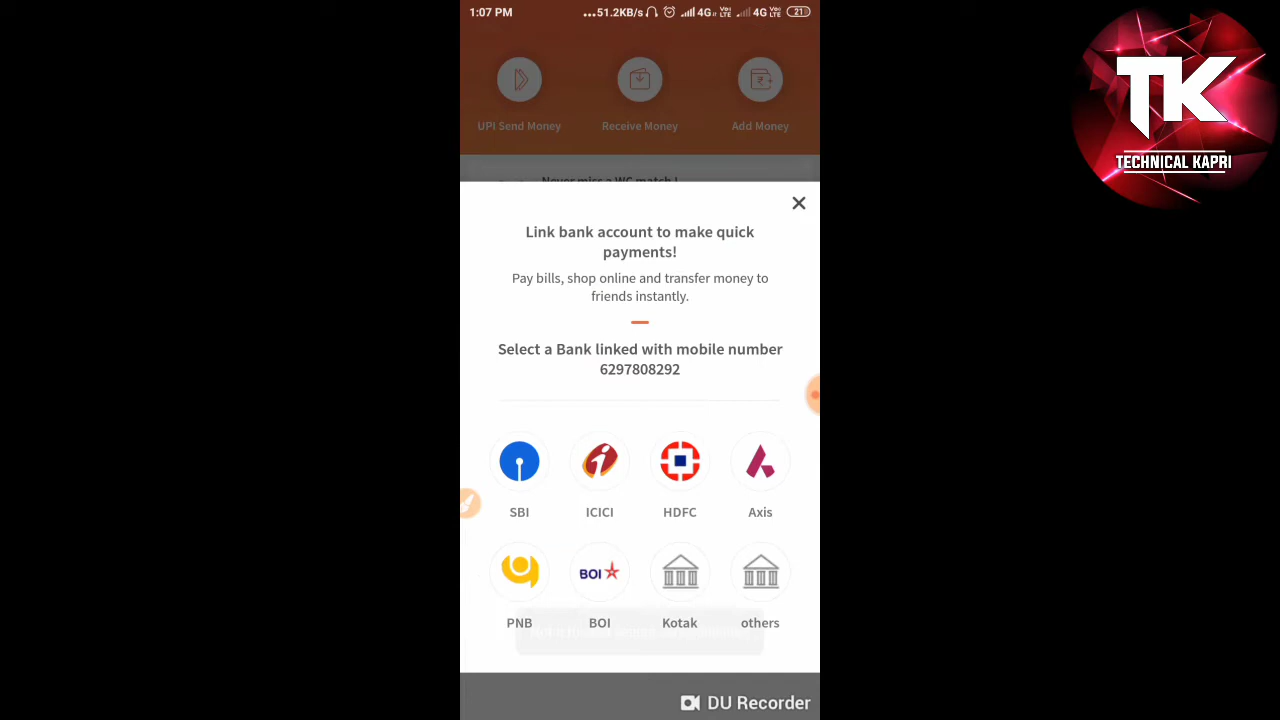 1:07 PM
...51.2KB/s 4G VoLTE 4G VoLTE 21
UPI Send Money
Receive Money
Add Money
Never miss a WC match !
Link bank account to make quick
payments!
Pay bills, shop online and transfer money to
friends instantly.
Select a Bank linked with mobile number
6297808292
SBI
ICICI
HDFC
Axis
BOI
PNB
BOI
Kotak
others
DU Recorder
TK
TECHNICAL KAPRI